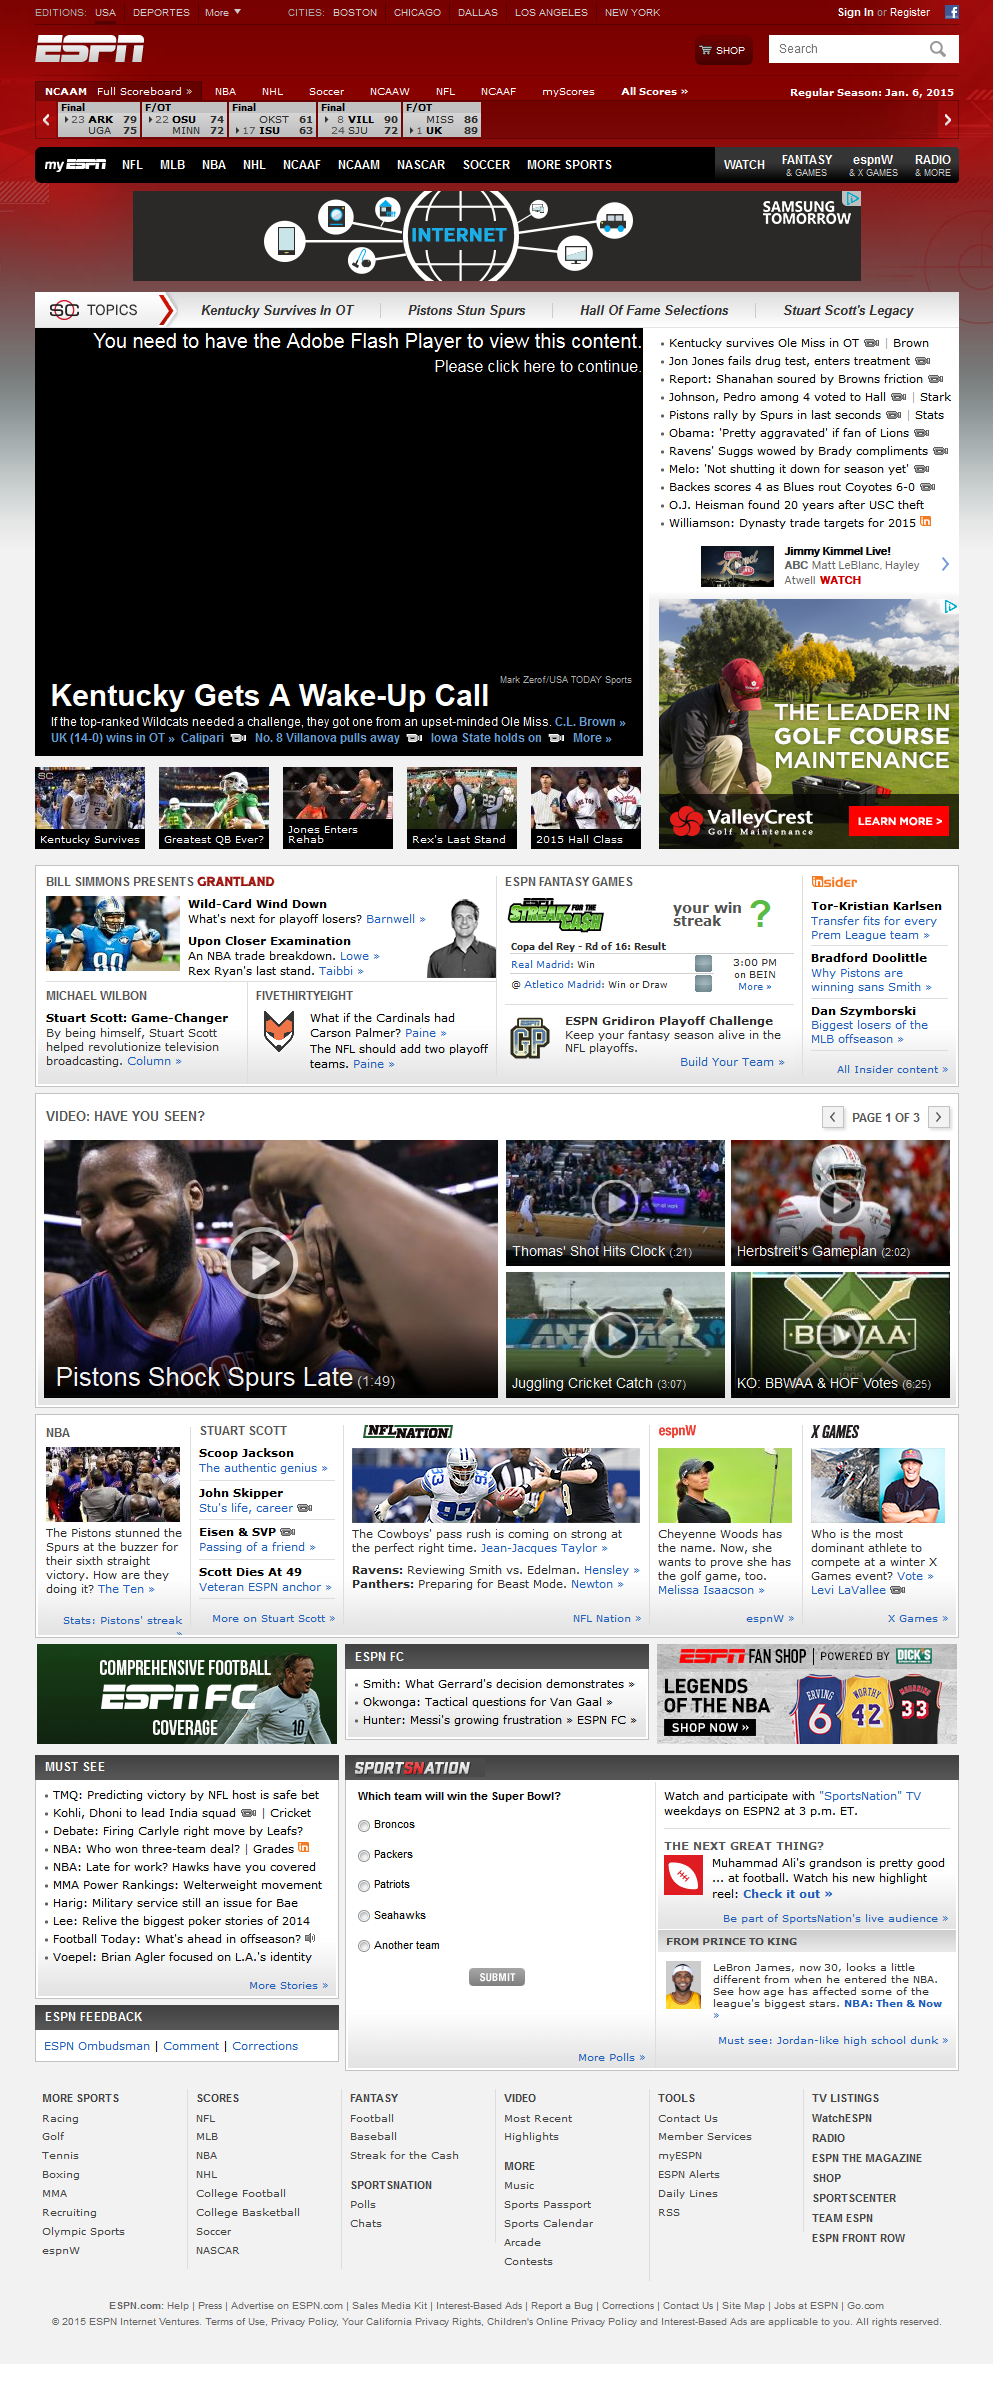 EDITIONS: USA DEPORTES More CITIES: BOSTON CHICAGO DALLAS LOS ANGELES NEW YORK Sign In or Register
ESPN
SHOP
Search
NCAAM Full Scoreboard » NBA NHL Soccer NCAAW NFL NCAAF myScores All Scores » Regular Season: Jan. 6, 2015
Final F/OT Final Final F/OT
23 ARK 79 22 OSU 74 OKST 61 8 VILL 90 MISS 86
UGA 75 MINN 72 17 ISU 63 24 SJU 72 1 UK 89
myESPN NFL MLB NBA NHL NCAAF NCAAM NASCAR SOCCER MORE SPORTS WATCH FANTASY & GAMES espnW & X GAMES RADIO & MORE
INTERNET
SAMSUNG
TOMORROW
SC TOPICS Kentucky Survives In OT Pistons Stun Spurs Hall Of Fame Selections Stuart Scott's Legacy
You need to have the Adobe Flash Player to view this content.
Please click here to continue.
Mark Zerof/USA TODAY Sports
Kentucky Gets A Wake-Up Call
If the top-ranked Wildcats needed a challenge, they got one from an upset-minded Ole Miss. C.L. Brown »
UK (14-0) wins in OT » Calipari No. 8 Villanova pulls away Iowa State holds on More »
Kentucky survives Ole Miss in OT | Brown
Jon Jones fails drug test, enters treatment
Report: Shanahan soured by Browns friction
Johnson, Pedro among 4 voted to Hall | Stark
Pistons rally by Spurs in last seconds | Stats
Obama: 'Pretty aggravated' if fan of Lions
Ravens' Suggs wowed by Brady compliments
Melo: 'Not shutting it down for season yet'
Backes scores 4 as Blues rout Coyotes 6-0
O.J. Heisman found 20 years after USC theft
Williamson: Dynasty trade targets for 2015
Jimmy Kimmel Live!
ABC Matt LeBlanc, Hayley
Atwell WATCH
THE LEADER IN
GOLF COURSE
MAINTENANCE
ValleyCrest
Golf Maintenance
LEARN MORE >
SC
Kentucky Survives
Greatest QB Ever?
Jones Enters
Rehab
Rex's Last Stand
2015 Hall Class
BILL SIMMONS PRESENTS GRANTLAND
Wild-Card Wind Down
What's next for playoff losers? Barnwell »
Upon Closer Examination
An NBA trade breakdown. Lowe »
Rex Ryan's last stand. Taibbi »
MICHAEL WILBON
Stuart Scott: Game-Changer
By being himself, Stuart Scott
helped revolutionize television
broadcasting. Column »
FIVETHIRTYEIGHT
What if the Cardinals had
Carson Palmer? Paine »
The NFL should add two playoff
teams. Paine »
ESPN FANTASY GAMES
STREAK FOR THE CASH
your win
streak ?
Copa del Rey - Rd of 16: Result
Real Madrid: Win
@ Atletico Madrid: Win or Draw
3:00 PM
on BEIN
More »
GP
ESPN Gridiron Playoff Challenge
Keep your fantasy season alive in the
NFL playoffs.
Build Your Team »
insider
Tor-Kristian Karlsen
Transfer fits for every
Prem League team »
Bradford Doolittle
Why Pistons are
winning sans Smith »
Dan Szymborski
Biggest losers of the
MLB offseason »
All Insider content »
VIDEO: HAVE YOU SEEN?
PAGE 1 OF 3
Pistons Shock Spurs Late (1:49)
Thomas' Shot Hits Clock (:21)
Herbstreit's Gameplan (2:02)
Juggling Cricket Catch (3:07)
BBWAA
KO: BBWAA & HOF Votes (6:25)
NBA
The Pistons stunned the
Spurs at the buzzer for
their sixth straight
victory. How are they
doing it? The Ten »
Stats: Pistons' streak
»
STUART SCOTT
Scoop Jackson
The authentic genius »
John Skipper
Stu's life, career
Eisen & SVP
Passing of a friend »
Scott Dies At 49
Veteran ESPN anchor »
More on Stuart Scott »
NFL NATION
The Cowboys' pass rush is coming on strong at
the perfect right time. Jean-Jacques Taylor »
Ravens: Reviewing Smith vs. Edelman. Hensley »
Panthers: Preparing for Beast Mode. Newton »
NFL Nation »
espnW
Cheyenne Woods has
the name. Now, she
wants to prove she has
the golf game, too.
Melissa Isaacson »
espnW »
X GAMES
Who is the most
dominant athlete to
compete at a winter X
Games event? Vote »
Levi LaVallee
X Games »
COMPREHENSIVE FOOTBALL
ESPN FC
COVERAGE
10
ESPN FC
Smith: What Gerrard's decision demonstrates »
Okwonga: Tactical questions for Van Gaal »
Hunter: Messi's growing frustration » ESPN FC »
ESPN FAN SHOP | POWERED BY DICK'S
LEGENDS
OF THE NBA
SHOP NOW »
ERVING 6
WORTHY 42
33
MUST SEE
TMQ: Predicting victory by NFL host is safe bet
Kohli, Dhoni to lead India squad | Cricket
Debate: Firing Carlyle right move by Leafs?
NBA: Who won three-team deal? | Grades
NBA: Late for work? Hawks have you covered
MMA Power Rankings: Welterweight movement
Harig: Military service still an issue for Bae
Lee: Relive the biggest poker stories of 2014
Football Today: What's ahead in offseason?
Voepel: Brian Agler focused on L.A.'s identity
More Stories »
ESPN FEEDBACK
ESPN Ombudsman | Comment | Corrections
SPORTSNATION
Which team will win the Super Bowl?
Broncos
Packers
Patriots
Seahawks
Another team
SUBMIT
More Polls »
Watch and participate with "SportsNation" TV
weekdays on ESPN2 at 3 p.m. ET.
THE NEXT GREAT THING?
Muhammad Ali's grandson is pretty good
... at football. Watch his new highlight
reel: Check it out »
Be part of SportsNation's live audience »
FROM PRINCE TO KING
LeBron James, now 30, looks a little
different from when he entered the NBA.
See how age has affected some of the
league's biggest stars. NBA: Then & Now
»
Must see: Jordan-like high school dunk »
MORE SPORTS
Racing
Golf
Tennis
Boxing
MMA
Recruiting
Olympic Sports
espnW
SCORES
NFL
MLB
NBA
NHL
College Football
College Basketball
Soccer
NASCAR
FANTASY
Football
Baseball
Streak for the Cash
SPORTSNATION
Polls
Chats
VIDEO
Most Recent
Highlights
MORE
Music
Sports Passport
Sports Calendar
Arcade
Contests
TOOLS
Contact Us
Member Services
myESPN
ESPN Alerts
Daily Lines
RSS
TV LISTINGS
WatchESPN
RADIO
ESPN THE MAGAZINE
SHOP
SPORTSCENTER
TEAM ESPN
ESPN FRONT ROW
ESPN.com: Help | Press | Advertise on ESPN.com | Sales Media Kit | Interest-Based Ads | Report a Bug | Corrections | Contact Us | Site Map | Jobs at ESPN | Go.com
© 2015 ESPN Internet Ventures. Terms of Use, Privacy Policy, Your California Privacy Rights, Children's Online Privacy Policy and Interest-Based Ads are applicable to you. All rights reserved.